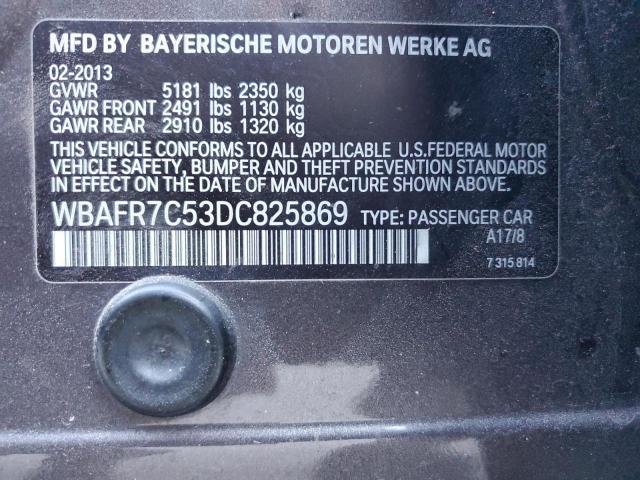 MFD BY BAYERISCHE MOTOREN WERKE AG
02-2013
GVWR 5181 lbs 2350 kg
GAWR FRONT 2491 lbs 1130 kg
GAWR REAR 2910 lbs 1320 kg
THIS VEHICLE CONFORMS TO ALL APPLICABLE U.S.FEDERAL MOTOR
VEHICLE SAFETY, BUMPER AND THEFT PREVENTION STANDARDS
IN EFFECT ON THE DATE OF MANUFACTURE SHOWN ABOVE.
WBAFR7C53DC825869 TYPE: PASSENGER CAR
A17/8
7 315 814